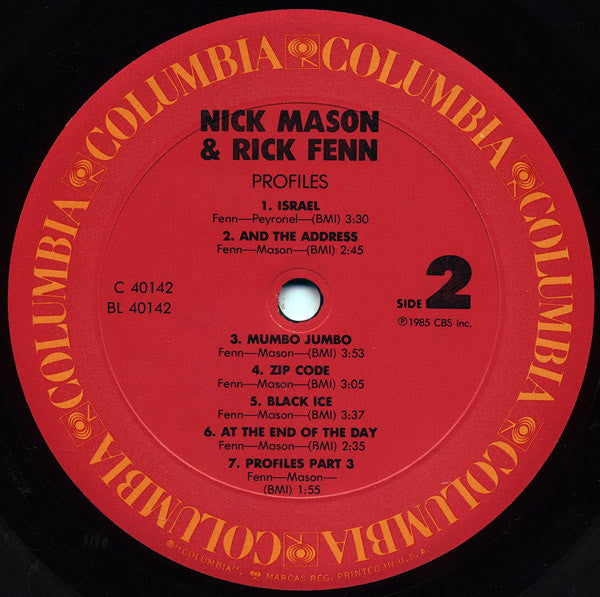 COLUMBIA COLUMBIA COLUMBIA COLUMBIA COLUMBIA COLUMBIA COLUMBIA COLUMBIA
NICK MASON
& RICK FENN
PROFILES
1. ISRAEL
Fenn—Peyronel—(BMI) 3:30
2. AND THE ADDRESS
Fenn—Mason—(BMI) 2:45
C 40142
BL 40142
SIDE 2
Ⓟ1985 CBS Inc.
3. MUMBO JUMBO
Fenn—Mason—(BMI) 3:53
4. ZIP CODE
Fenn—Mason—(BMI) 3:05
5. BLACK ICE
Fenn—Mason—(BMI) 3:37
6. AT THE END OF THE DAY
Fenn—Mason—(BMI) 2:35
7. PROFILES PART 3
Fenn—Mason—
(BMI) 1:55
®"COLUMBIA", MARCAS REG. PRINTED IN U.S.A.